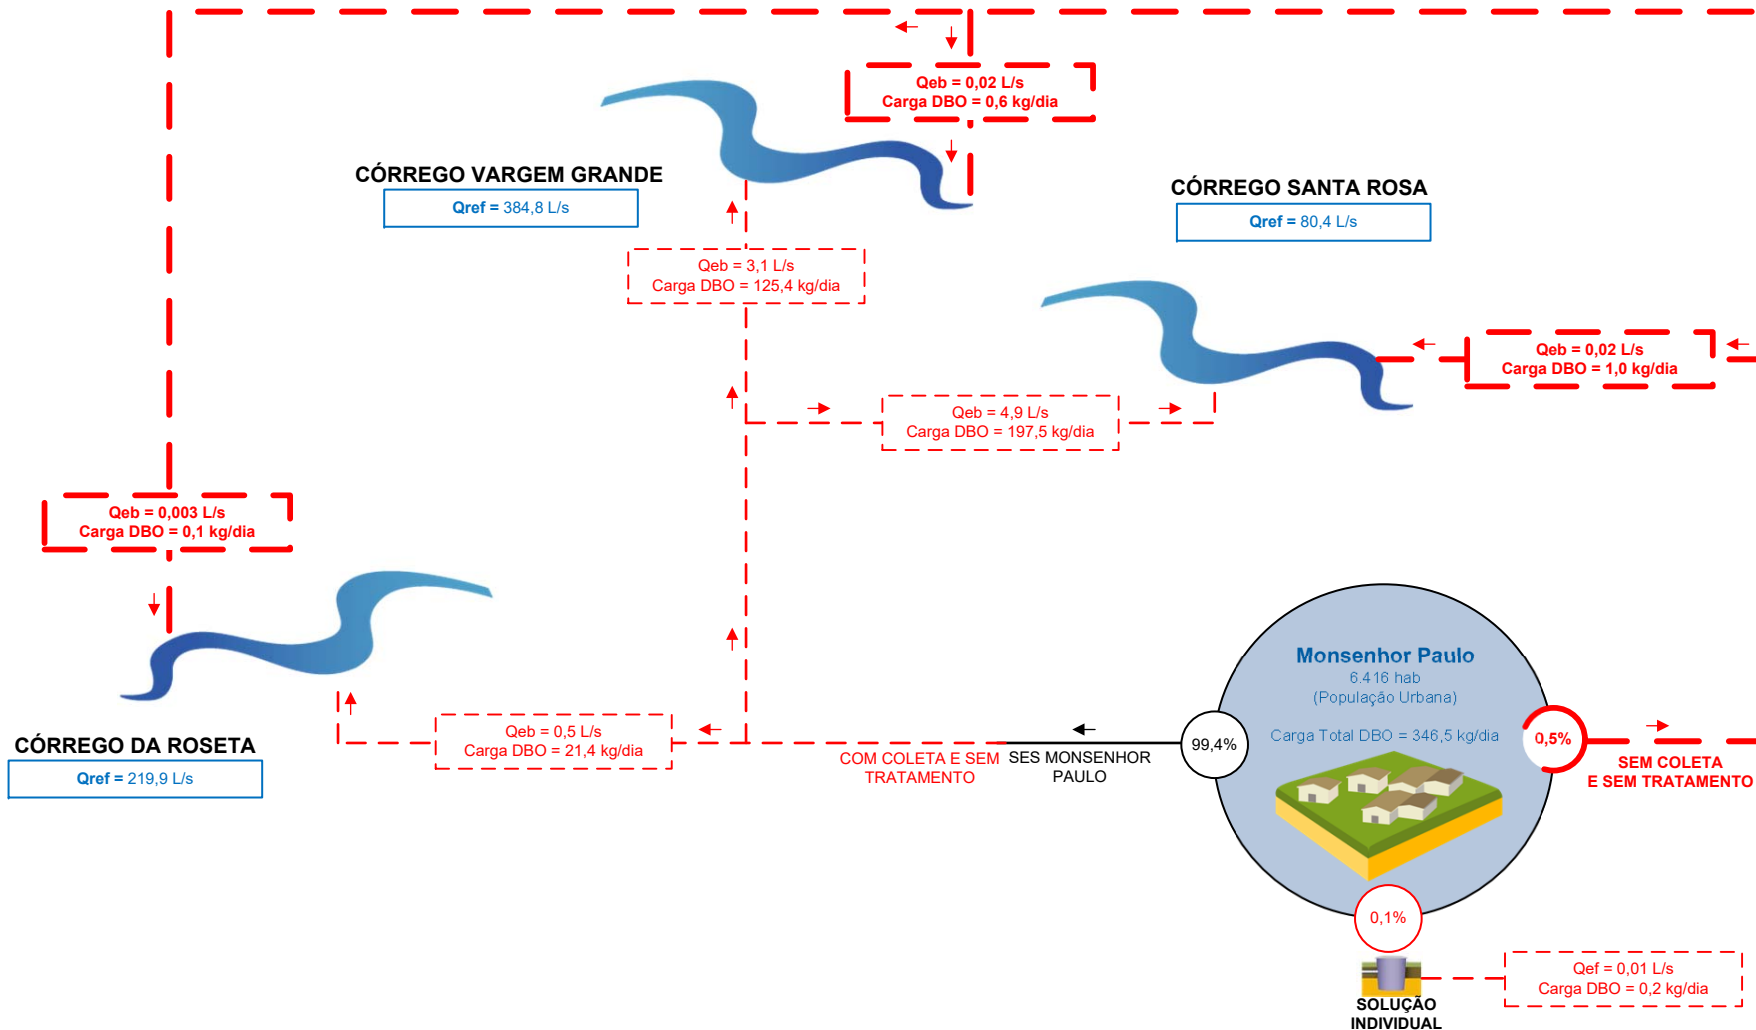 Qeb = 0,02 L/s
Carga DBO = 0,6 kg/dia
CÓRREGO VARGEM GRANDE
Qref = 384,8 L/s
CÓRREGO SANTA ROSA
Qref = 80,4 L/s
Qeb = 3,1 L/s
Carga DBO = 125,4 kg/dia
Qeb = 0,02 L/s
Carga DBO = 1,0 kg/dia
Qeb = 4,9 L/s
Carga DBO = 197,5 kg/dia
Qeb = 0,003 L/s
Carga DBO = 0,1 kg/dia
Monsenhor Paulo
6.416 hab
(População Urbana)
Carga Total DBO = 346,5 kg/dia
CÓRREGO DA ROSETA
Qref = 219,9 L/s
Qeb = 0,5 L/s
Carga DBO = 21,4 kg/dia
COM COLETA E SEM
TRATAMENTO
SES MONSENHOR
PAULO
99,4%
0,5%
SEM COLETA
E SEM TRATAMENTO
0,1%
SOLUÇÃO
INDIVIDUAL
Qef = 0,01 L/s
Carga DBO = 0,2 kg/dia